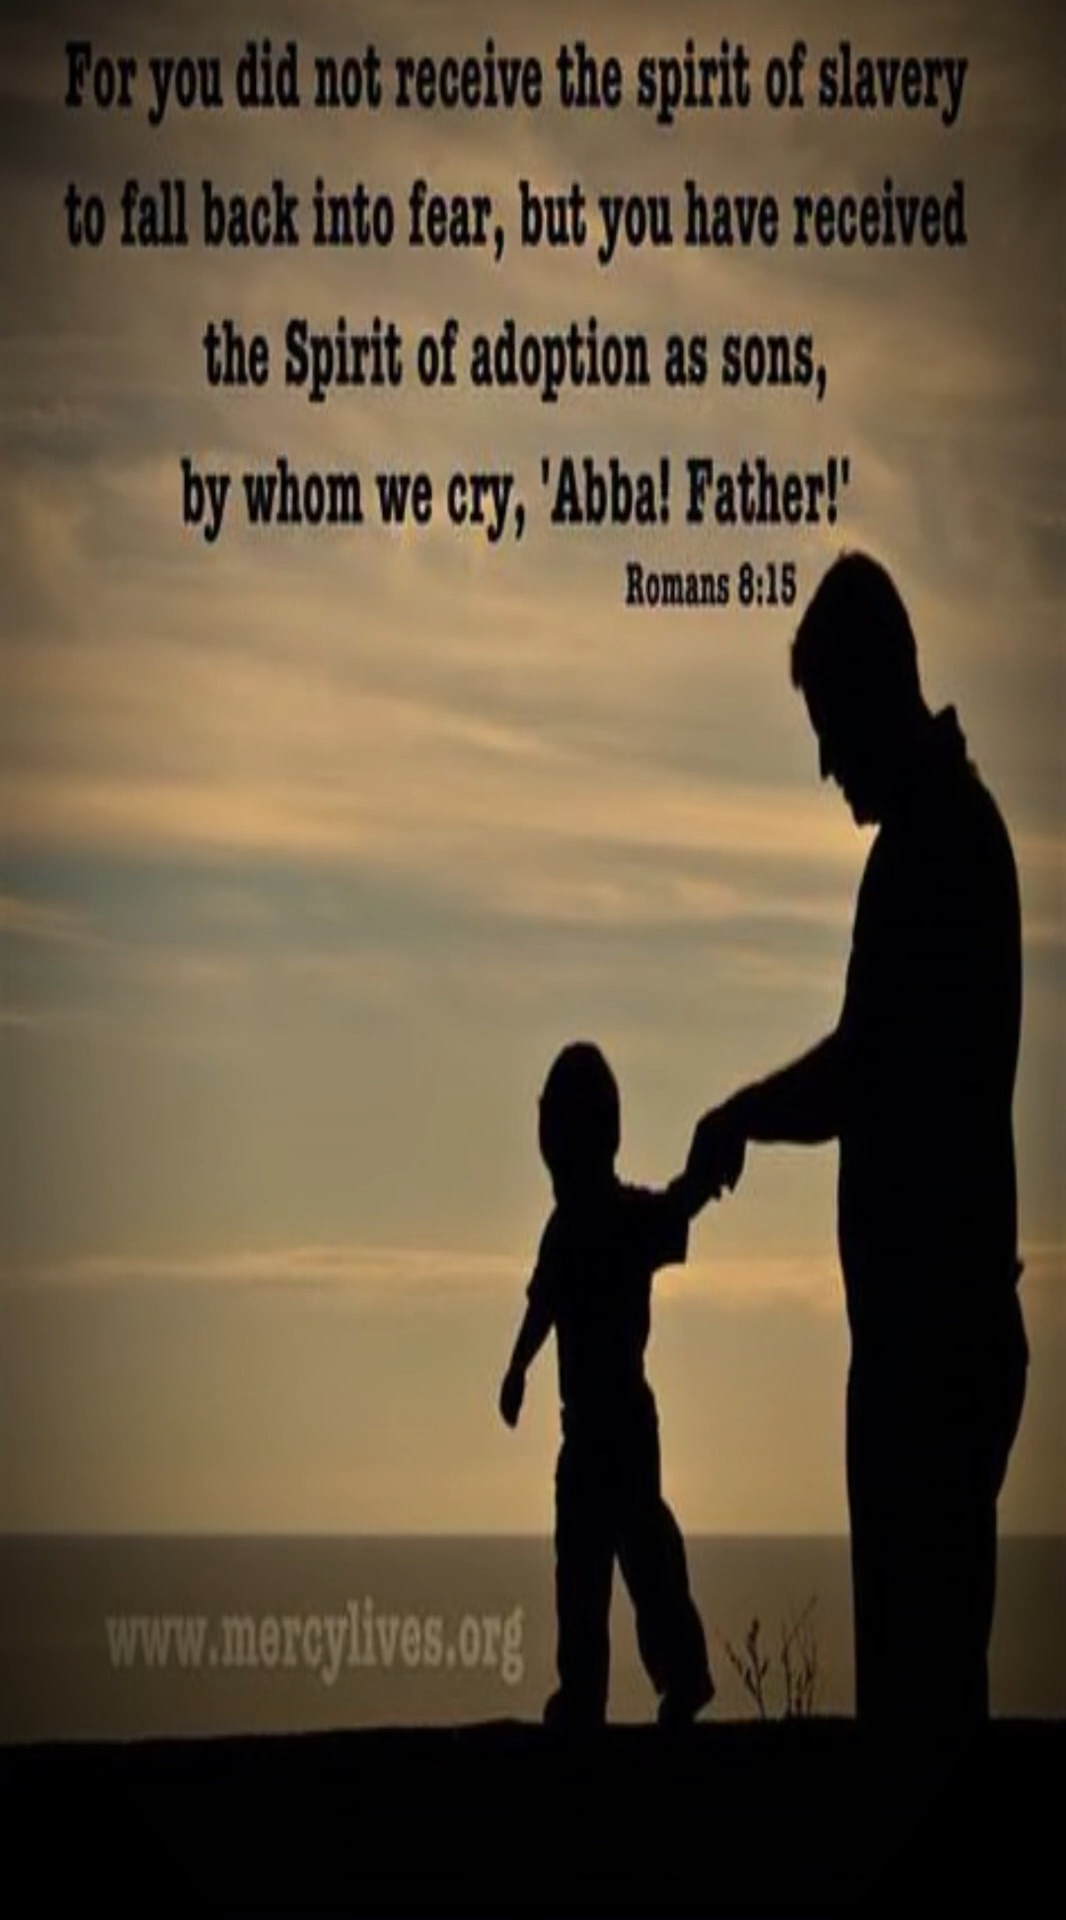 For you did not receive the spirit of slavery
to fall back into fear, but you have received
the Spirit of adoption as sons,
by whom we cry, 'Abba! Father!'
Romans 8:15
www.mercylives.org